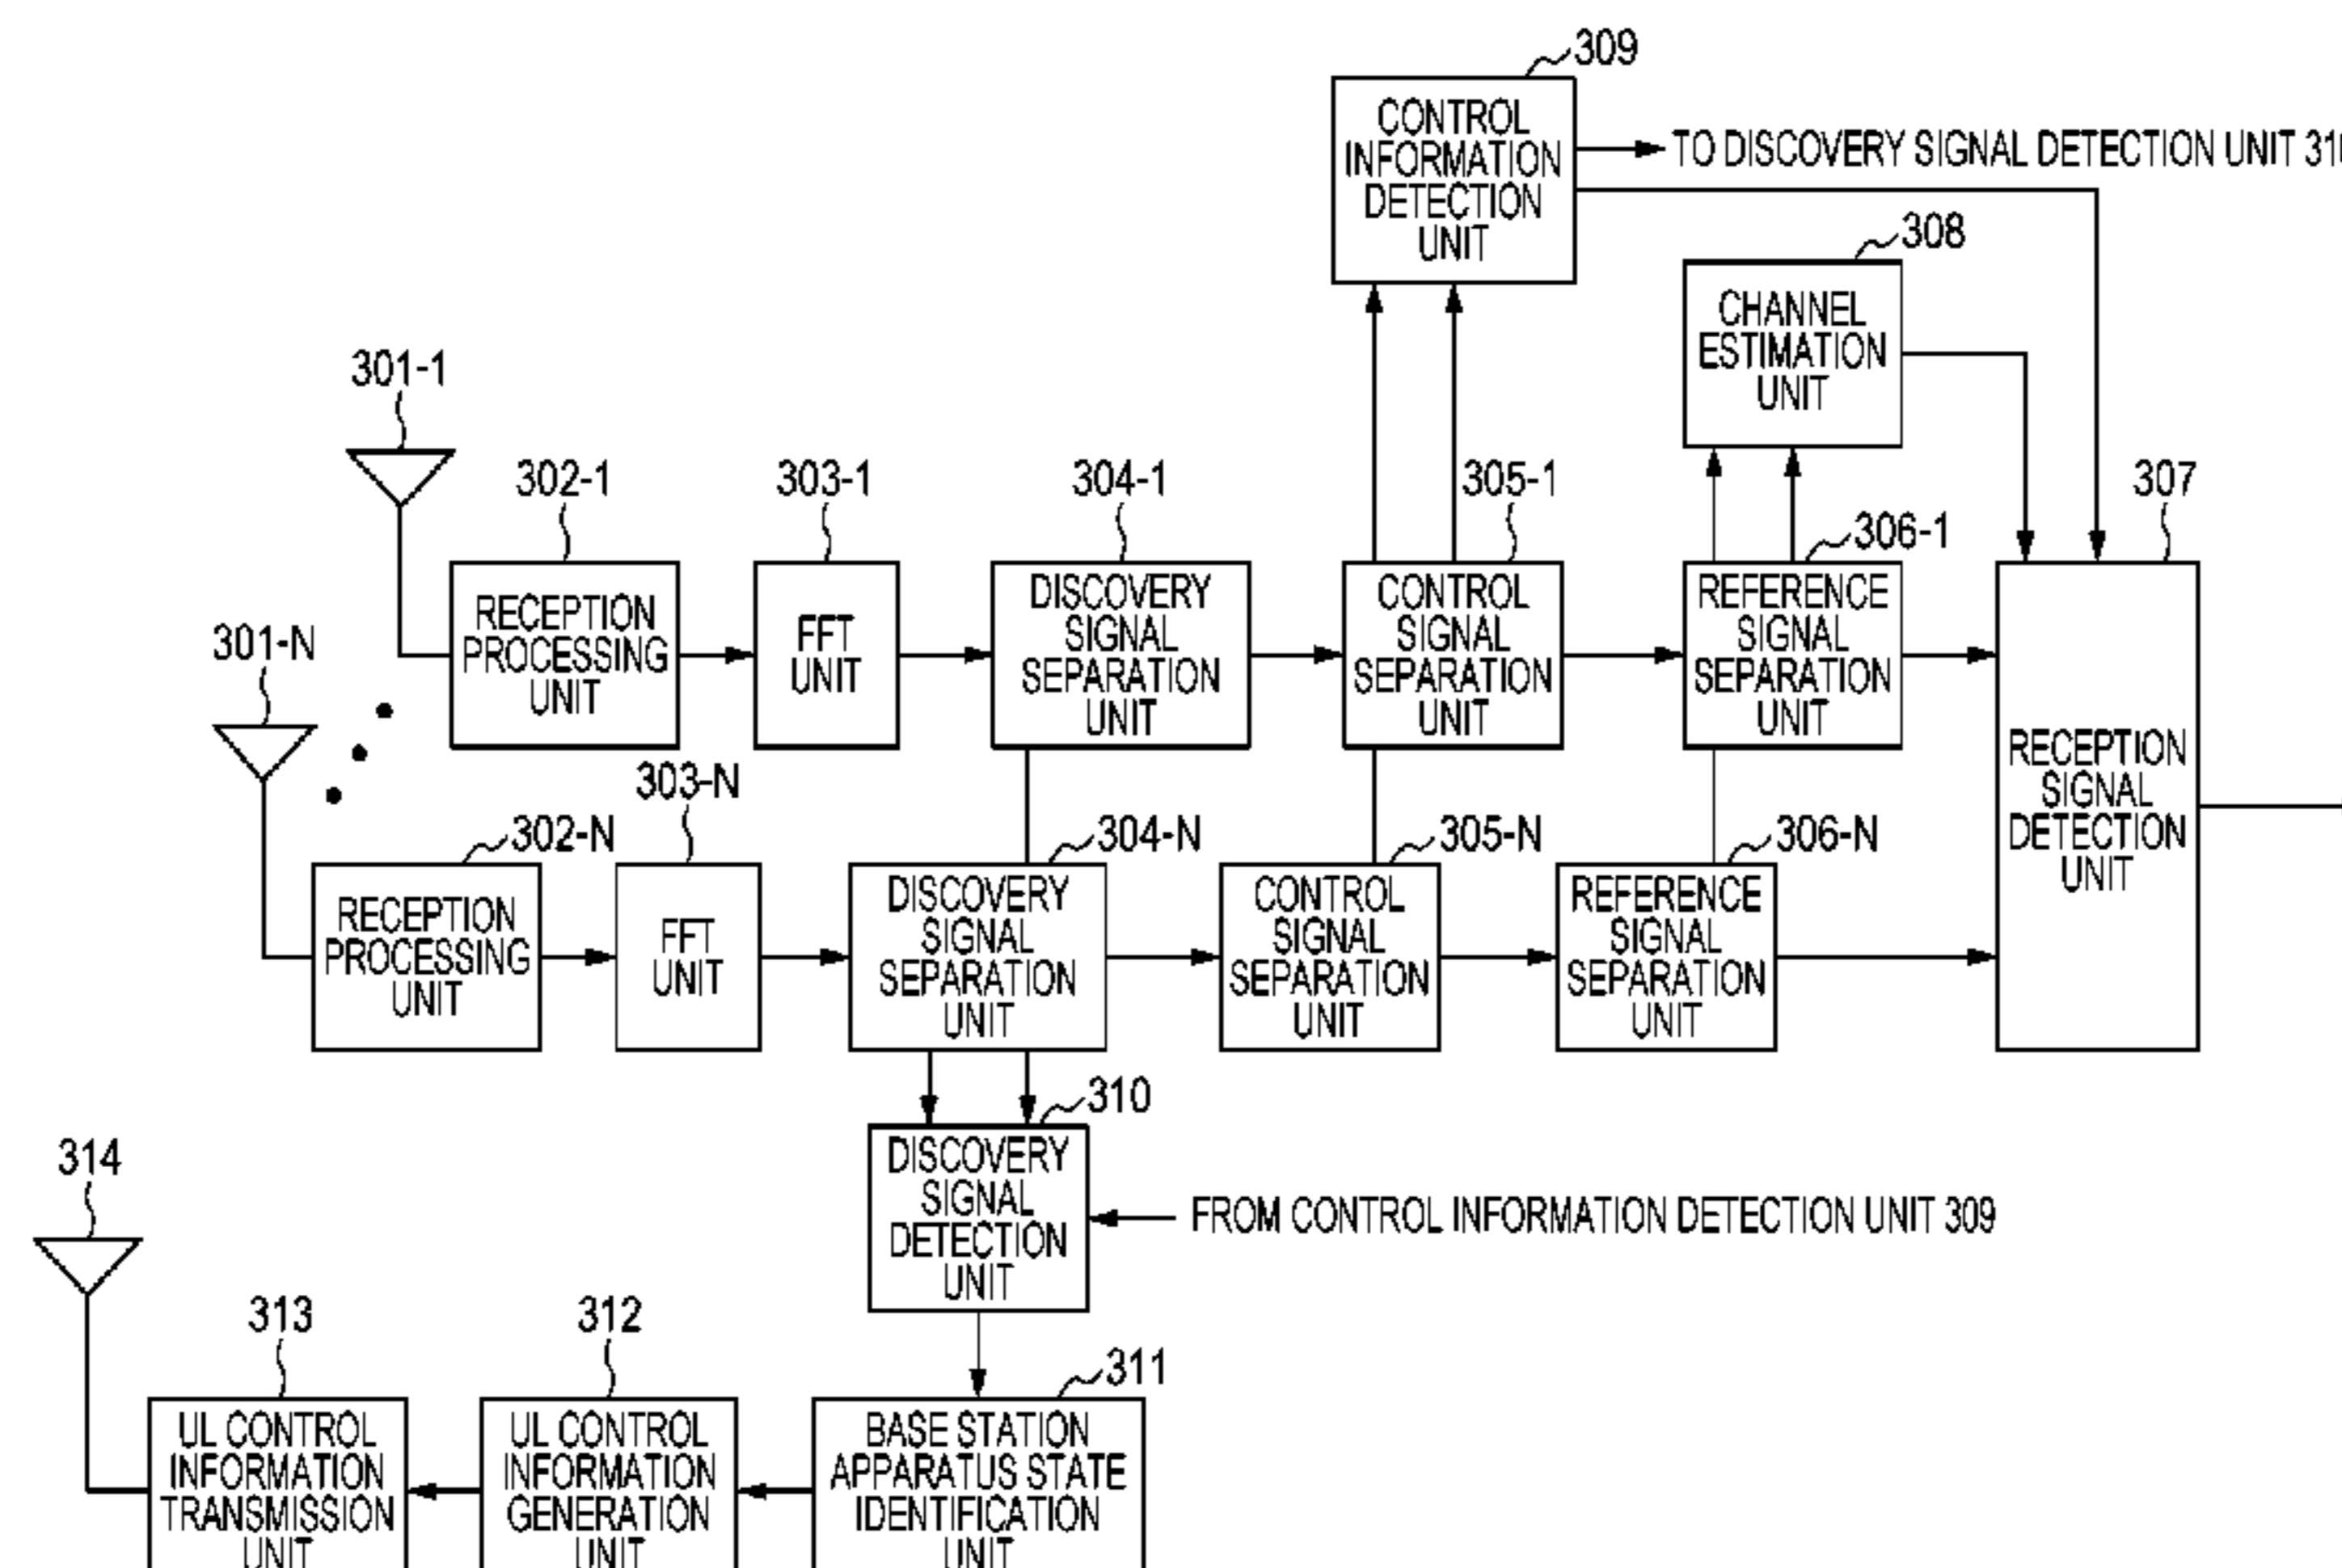 309
CONTROL
INFORMATION
DETECTION
UNIT
TO DISCOVERY SIGNAL DETECTION UNIT
308
CHANNEL
ESTIMATION
UNIT
301-1
302-1
303-1
304-1
305-1
306-1
307
RECEPTION
PROCESSING
UNIT
FFT
UNIT
DISCOVERY
SIGNAL
SEPARATION
UNIT
CONTROL
SIGNAL
SEPARATION
UNIT
REFERENCE
SIGNAL
SEPARATION
UNIT
RECEPTION
SIGNAL
DETECTION
UNIT
301-N
302-N
303-N
304-N
305-N
306-N
RECEPTION
PROCESSING
UNIT
FFT
UNIT
DISCOVERY
SIGNAL
SEPARATION
UNIT
CONTROL
SIGNAL
SEPARATION
UNIT
REFERENCE
SIGNAL
SEPARATION
UNIT
310
DISCOVERY
SIGNAL
DETECTION
UNIT
FROM CONTROL INFORMATION DETECTION UNIT 309
314
313
312
311
UL CONTROL
INFORMATION
TRANSMISSION
UNIT
UL CONTROL
INFORMATION
GENERATION
UNIT
BASE STATION
APPARATUS STATE
IDENTIFICATION
UNIT